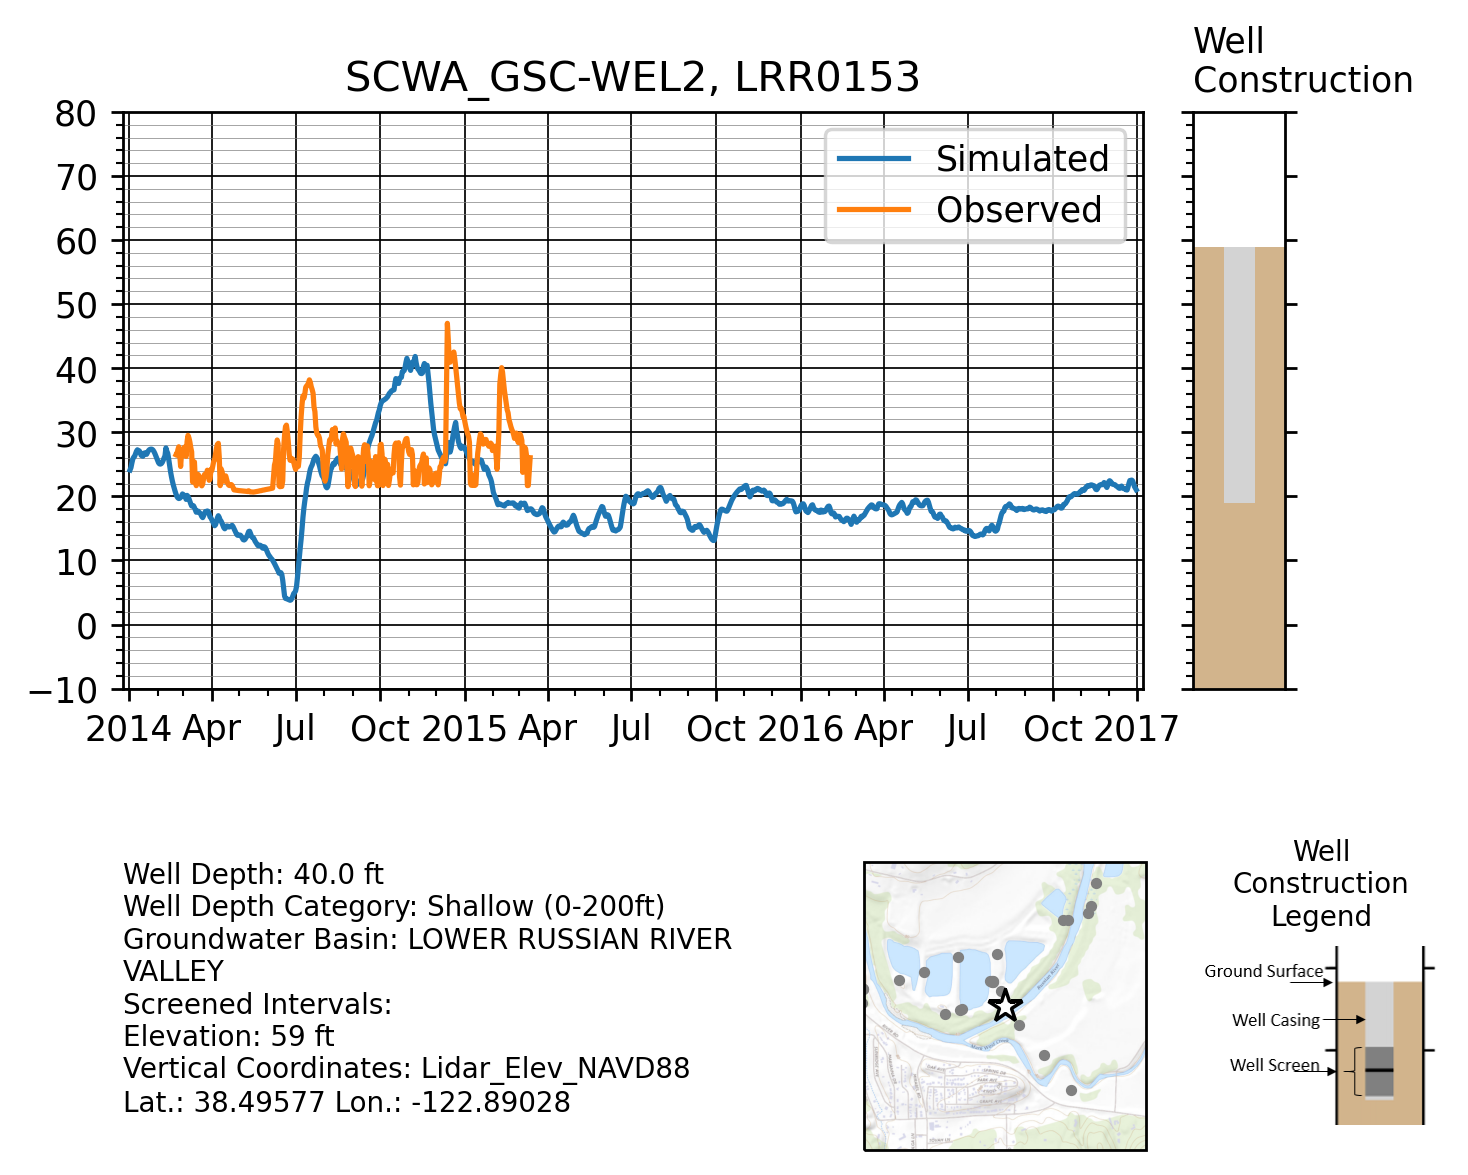 Well
Construction
SCWA_GSC-WEL2, LRR0153
80
70
60
50
40
30
20
10
0
−10
Simulated
Observed
2014 Apr Jul Oct 2015 Apr Jul Oct 2016 Apr Jul Oct 2017
Well Depth: 40.0 ft
Well Depth Category: Shallow (0-200ft)
Groundwater Basin: LOWER RUSSIAN RIVER
VALLEY
Screened Intervals:
Elevation: 59 ft
Vertical Coordinates: Lidar_Elev_NAVD88
Lat.: 38.49577 Lon.: -122.89028
Well
Construction
Legend
Ground Surface
Well Casing
Well Screen